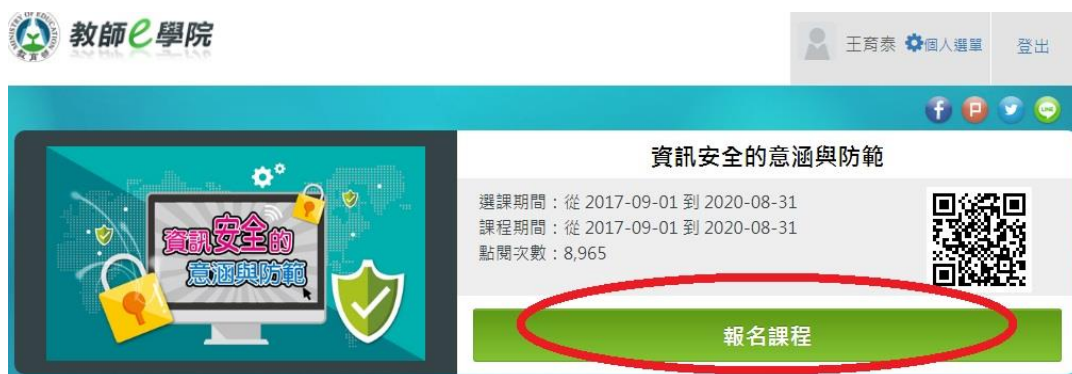 教師e學院
王育泰 個人選單 登出
資訊安全的意涵與防範
資訊安全的
意涵與防範
選課期間：從 2017-09-01 到 2020-08-31
課程期間：從 2017-09-01 到 2020-08-31
點閱次數：8,965
報名課程